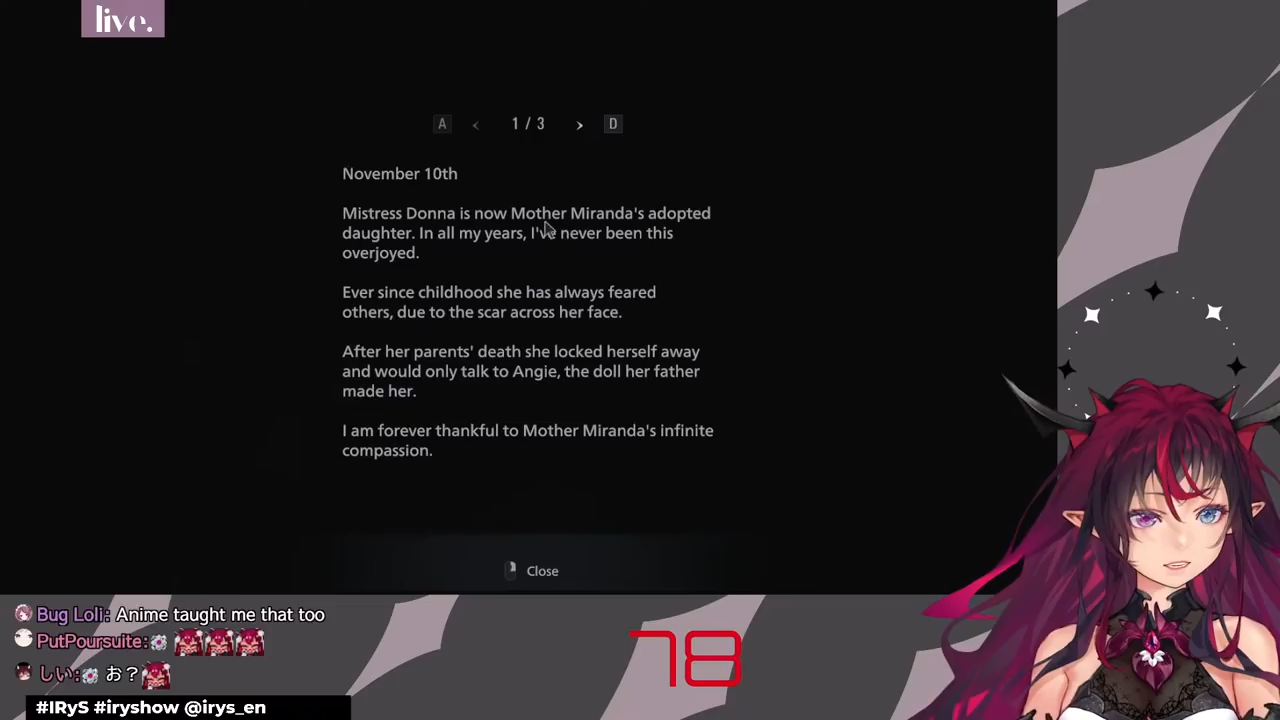 live.
A < 1 / 3 > D
November 10th
Mistress Donna is now Mother Miranda's adopted
daughter. In all my years, I've never been this
overjoyed.
Ever since childhood she has always feared
others, due to the scar across her face.
After her parents' death she locked herself away
and would only talk to Angie, the doll her father
made her.
I am forever thankful to Mother Miranda's infinite
compassion.
Close
Bug Loli: Anime taught me that too
PutPoursuite:
しい: お?
78
#IRyS #iryshow @irys_en